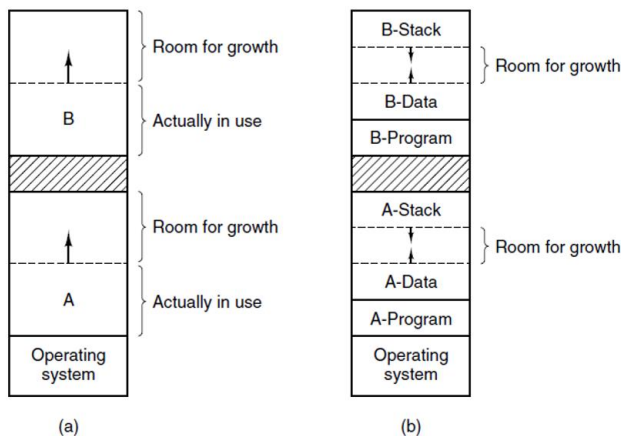 Room for growth
B
Actually in use
Room for growth
A
Actually in use
Operating
system
(a)
B-Stack
Room for growth
B-Data
B-Program
A-Stack
Room for growth
A-Data
A-Program
Operating
system
(b)